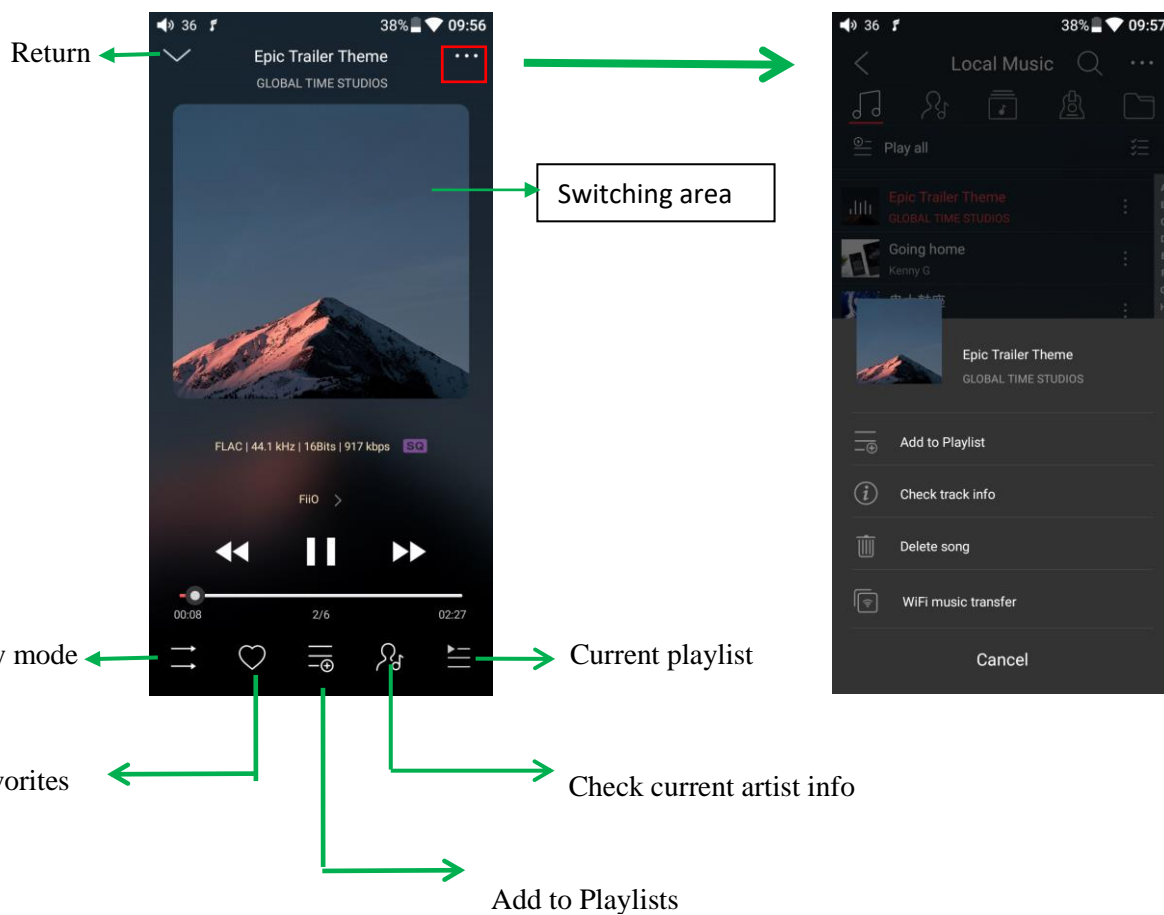 36
38%
09:56
Return
Epic Trailer Theme
GLOBAL TIME STUDIOS
Switching area
FLAC | 44.1 kHz | 16Bits | 917 kbps SQ
FiiO
00:08
2/6
02:27
y mode
Current playlist
vorites
Check current artist info
Add to Playlists
36
38%
09:57
Local Music
Play all
Epic Trailer Theme
GLOBAL TIME STUDIOS
Going home
Kenny G
Epic Trailer Theme
GLOBAL TIME STUDIOS
Add to Playlist
Check track info
Delete song
WiFi music transfer
Cancel